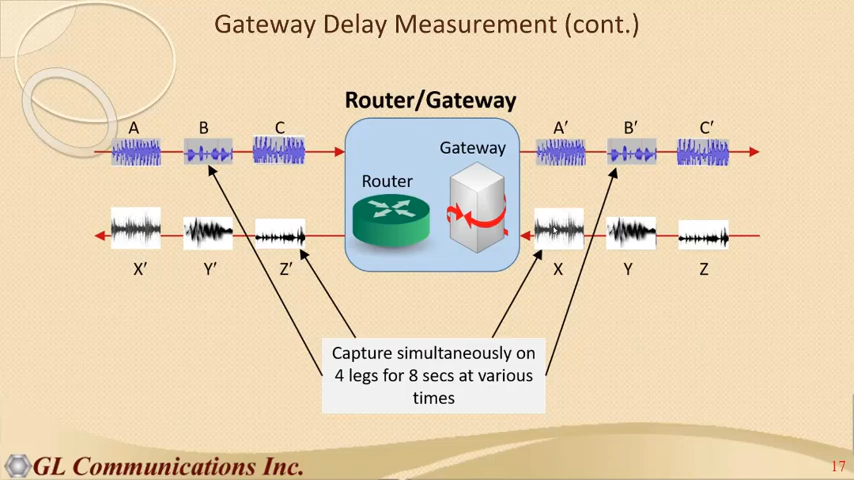 Gateway Delay Measurement (cont.)
Router/Gateway
A B C A′ B′ C′
Gateway
Router
X′ Y′ Z′ X Y Z
Capture simultaneously on
4 legs for 8 secs at various
times
GL Communications Inc.
17